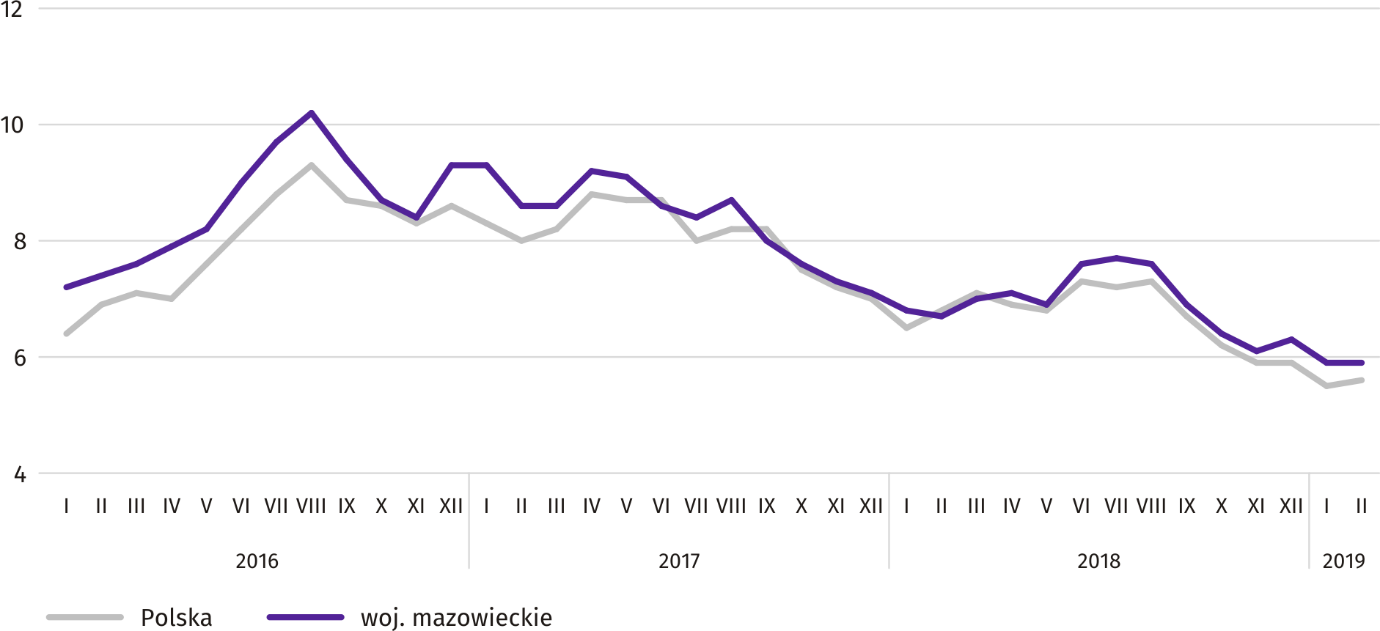 12
10
8
6
4
I II III IV V VI VII VIII IX X XI XII I II III IV V VI VII VIII IX X XI XII I II III IV V VI VII VIII IX X XI XII I II
2016 2017 2018 2019
Polska woj. mazowieckie